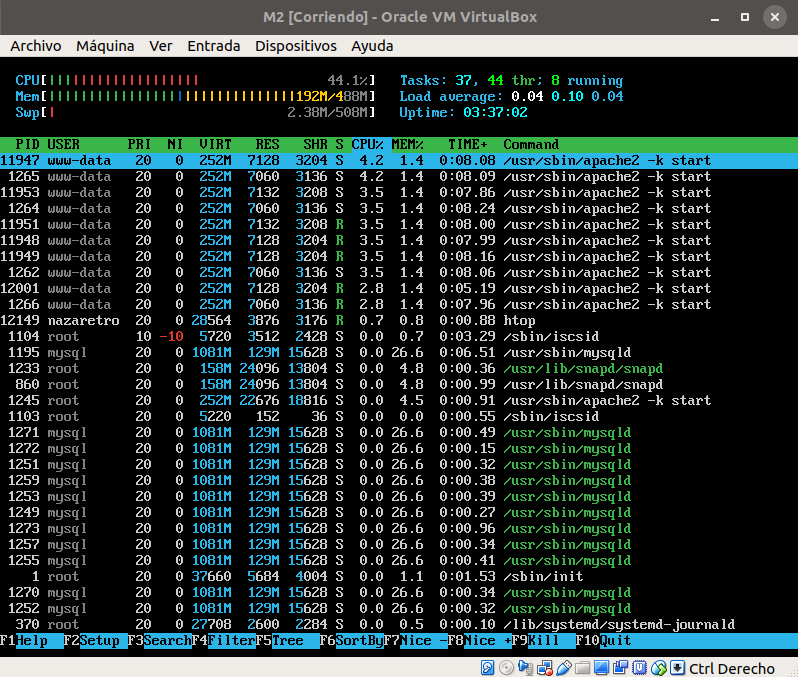 M2 [Corriendo] - Oracle VM VirtualBox
Archivo Máquina Ver Entrada Dispositivos Ayuda
CPU[|||||||||||||||||||| 44.1%] Tasks: 37, 44 thr; 8 running
Mem[||||||||||||||||||||||||||||||||192M/488M] Load average: 0.04 0.10 0.04
Swp[| 2.38M/508M] Uptime: 03:37:02
PID USER PRI NI VIRT RES SHR S CPU% MEM% TIME+ Command
11947 www-data 20 0 252M 7128 3204 S 4.2 1.4 0:08.08 /usr/sbin/apache2 -k start
1265 www-data 20 0 252M 7060 3136 S 4.2 1.4 0:08.09 /usr/sbin/apache2 -k start
11953 www-data 20 0 252M 7132 3208 S 3.5 1.4 0:07.86 /usr/sbin/apache2 -k start
1264 www-data 20 0 252M 7060 3136 S 3.5 1.4 0:08.24 /usr/sbin/apache2 -k start
11951 www-data 20 0 252M 7132 3208 R 3.5 1.4 0:08.00 /usr/sbin/apache2 -k start
11948 www-data 20 0 252M 7128 3204 R 3.5 1.4 0:07.99 /usr/sbin/apache2 -k start
11949 www-data 20 0 252M 7128 3204 R 3.5 1.4 0:08.16 /usr/sbin/apache2 -k start
1262 www-data 20 0 252M 7060 3136 S 3.5 1.4 0:08.06 /usr/sbin/apache2 -k start
12001 www-data 20 0 252M 7128 3204 R 2.8 1.4 0:05.19 /usr/sbin/apache2 -k start
1266 www-data 20 0 252M 7060 3136 R 2.8 1.4 0:07.96 /usr/sbin/apache2 -k start
12149 nazaretro 20 0 28564 3876 3176 R 0.7 0.8 0:00.88 htop
1104 root 10 -10 5720 3512 2428 S 0.0 0.7 0:03.29 /sbin/iscsid
1195 mysql 20 0 1081M 129M 15628 S 0.0 26.6 0:06.51 /usr/sbin/mysqld
1233 root 20 0 158M 24096 13804 S 0.0 4.8 0:00.36 /usr/lib/snapd/snapd
860 root 20 0 158M 24096 13804 S 0.0 4.8 0:00.99 /usr/lib/snapd/snapd
1245 root 20 0 252M 22676 18816 S 0.0 4.5 0:00.91 /usr/sbin/apache2 -k start
1103 root 20 0 5220 152 36 S 0.0 0.0 0:00.55 /sbin/iscsid
1271 mysql 20 0 1081M 129M 15628 S 0.0 26.6 0:00.49 /usr/sbin/mysqld
1272 mysql 20 0 1081M 129M 15628 S 0.0 26.6 0:00.15 /usr/sbin/mysqld
1251 mysql 20 0 1081M 129M 15628 S 0.0 26.6 0:00.32 /usr/sbin/mysqld
1259 mysql 20 0 1081M 129M 15628 S 0.0 26.6 0:00.38 /usr/sbin/mysqld
1253 mysql 20 0 1081M 129M 15628 S 0.0 26.6 0:00.39 /usr/sbin/mysqld
1249 mysql 20 0 1081M 129M 15628 S 0.0 26.6 0:00.27 /usr/sbin/mysqld
1273 mysql 20 0 1081M 129M 15628 S 0.0 26.6 0:00.96 /usr/sbin/mysqld
1257 mysql 20 0 1081M 129M 15628 S 0.0 26.6 0:00.34 /usr/sbin/mysqld
1255 mysql 20 0 1081M 129M 15628 S 0.0 26.6 0:00.41 /usr/sbin/mysqld
1 root 20 0 37660 5684 4004 S 0.0 1.1 0:01.53 /sbin/init
1270 mysql 20 0 1081M 129M 15628 S 0.0 26.6 0:00.34 /usr/sbin/mysqld
1252 mysql 20 0 1081M 129M 15628 S 0.0 26.6 0:00.32 /usr/sbin/mysqld
370 root 20 0 27708 2600 2284 S 0.0 0.5 0:00.10 /lib/systemd/systemd-journald
F1Help F2Setup F3SearchF4FilterF5Tree F6SortByF7Nice -F8Nice +F9Kill F10Quit
Ctrl Derecho